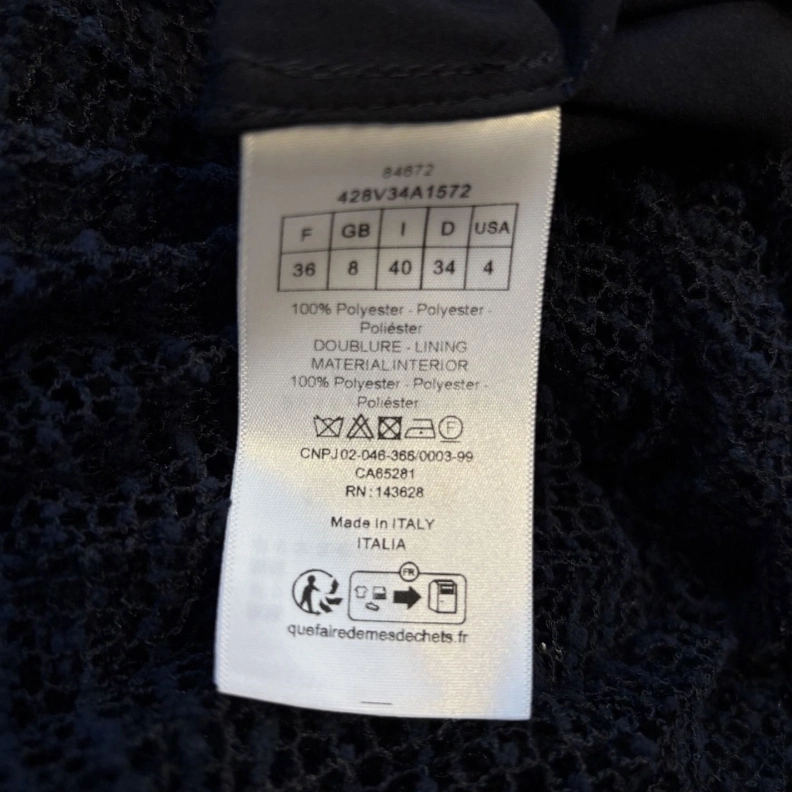 84672
428V34A1572
F GB I D USA
36 8 40 34 4
100% Polyester - Polyester -
Poliéster
DOUBLURE - LINING
MATERIAL INTERIOR
100% Polyester - Polyester -
Poliéster
F
CNPJ 02-046-366/0003-99
CA65281
RN : 143628
Made In ITALY
ITALIA
FR
quefairedemesdechets.fr